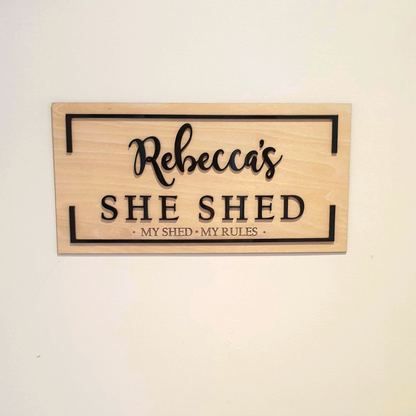 Rebecca's
SHE SHED
• MY SHED • MY RULES •